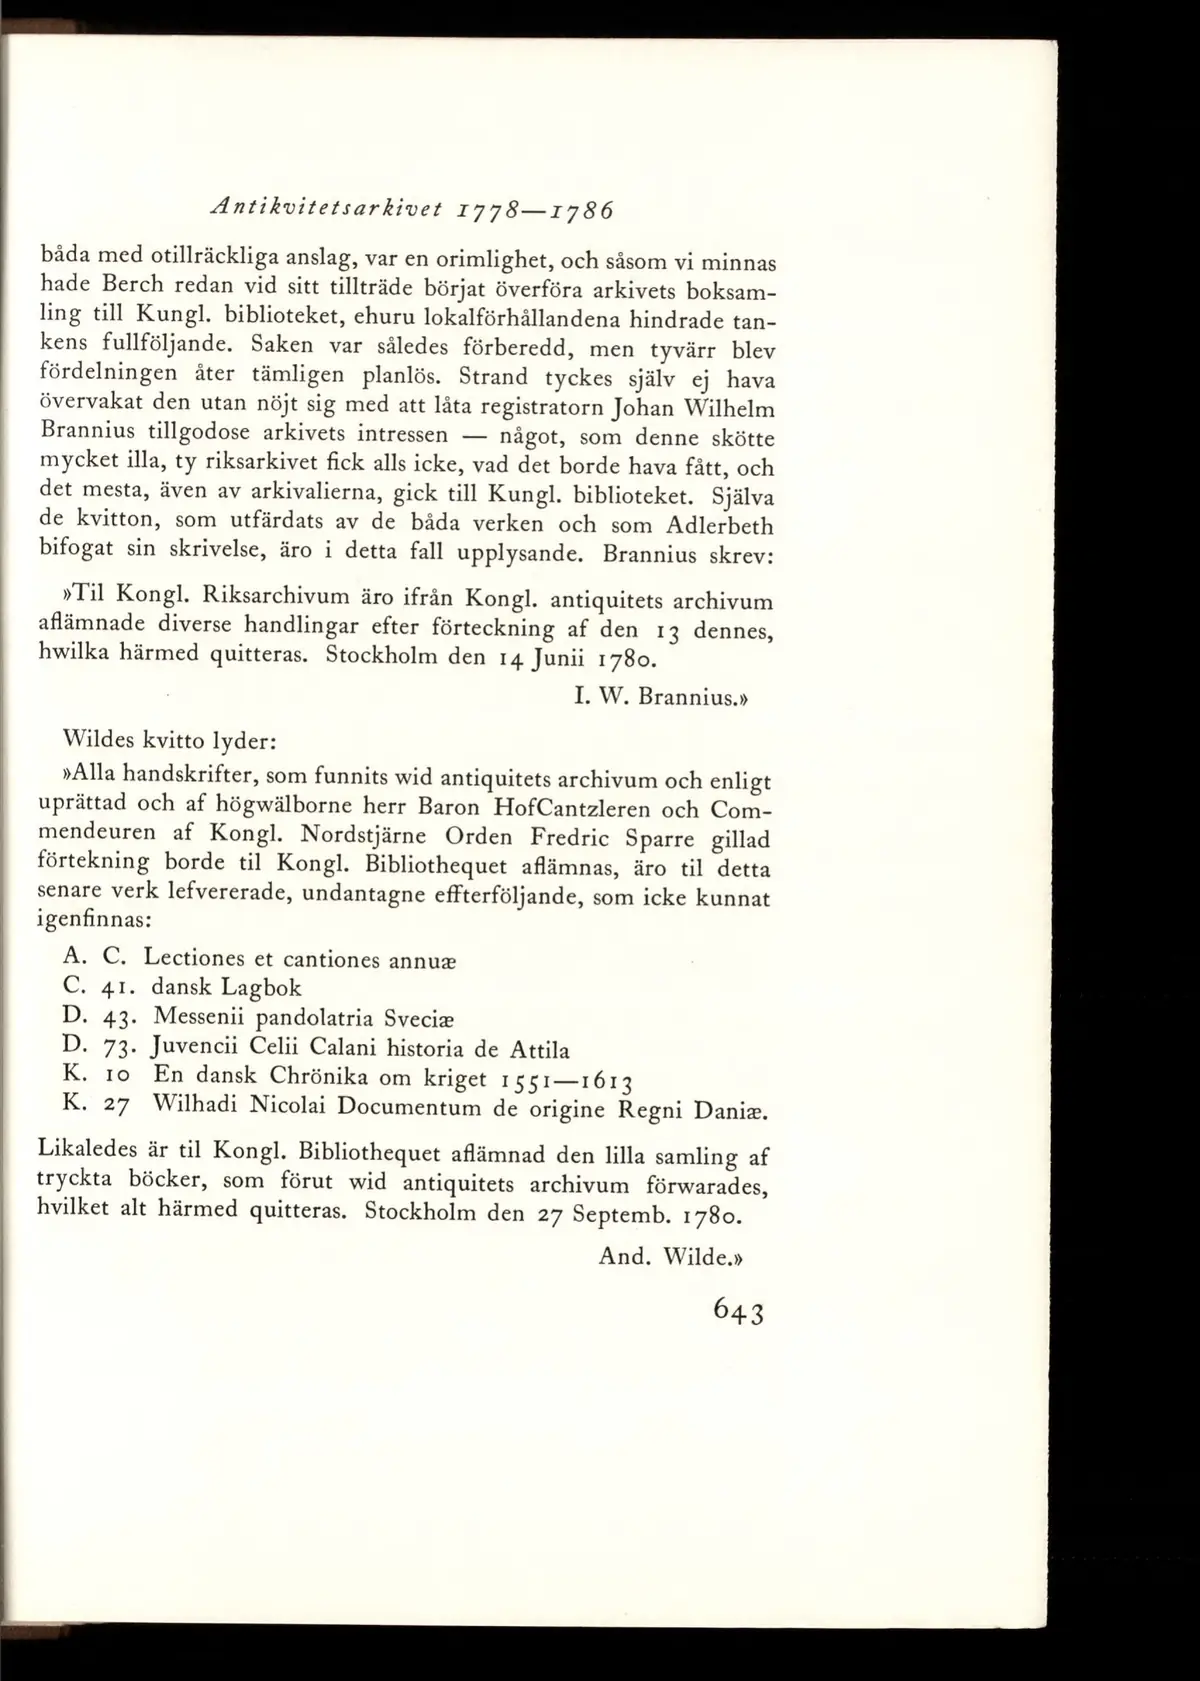 Antikvitetsarkivet 1778—1786
båda med otillräckliga anslag, var en orimlighet, och såsom vi minnas
hade Berch redan vid sitt tillträde börjat överföra arkivets boksam-
ling till Kungl. biblioteket, ehuru lokalförhållandena hindrade tan-
kens fullföljande. Saken var således förberedd, men tyvärr blev
fördelningen åter tämligen planlös. Strand tyckes själv ej hava
övervakat den utan nöjt sig med att låta registratorn Johan Wilhelm
Brannius tillgodose arkivets intressen — något, som denne skötte
mycket illa, ty riksarkivet fick alls icke, vad det borde hava fått, och
det mesta, även av arkivalierna, gick till Kungl. biblioteket. Själva
de kvitton, som utfärdats av de båda verken och som Adlerbeth
bifogat sin skrivelse, äro i detta fall upplysande. Brannius skrev:
»Til Kongl. Riksarchivum äro ifrån Kongl. antiquitets archivum
aflämnade diverse handlingar efter förteckning af den 13 dennes,
hwilka härmed quitteras. Stockholm den 14 Junii 1780.
I. W. Brannius.»
Wildes kvitto lyder:
»Alla handskrifter, som funnits wid antiquitets archivum och enligt
uprättad och af högwälborne herr Baron HofCantzleren och Com-
mendeuren af Kongl. Nordstjärne Orden Fredric Sparre gillad
förtekning borde til Kongl. Bibliothequet aflämnas, äro til detta
senare verk lefvererade, undantagne effterföljande, som icke kunnat
igenfinnas:
A. C. Lectiones et cantiones annuæ
C. 41. dansk Lagbok
D. 43. Messenii pandolatria Sveciæ
D. 73. Juvencii Celii Calani historia de Attila
K. 10 En dansk Chrönika om kriget 1551—1613
K. 27 Wilhadi Nicolai Documentum de origine Regni Daniæ.
Likaledes är til Kongl. Bibliothequet aflämnad den lilla samling af
tryckta böcker, som förut wid antiquitets archivum förwarades,
hvilket alt härmed quitteras. Stockholm den 27 Septemb. 1780.
And. Wilde.»
643